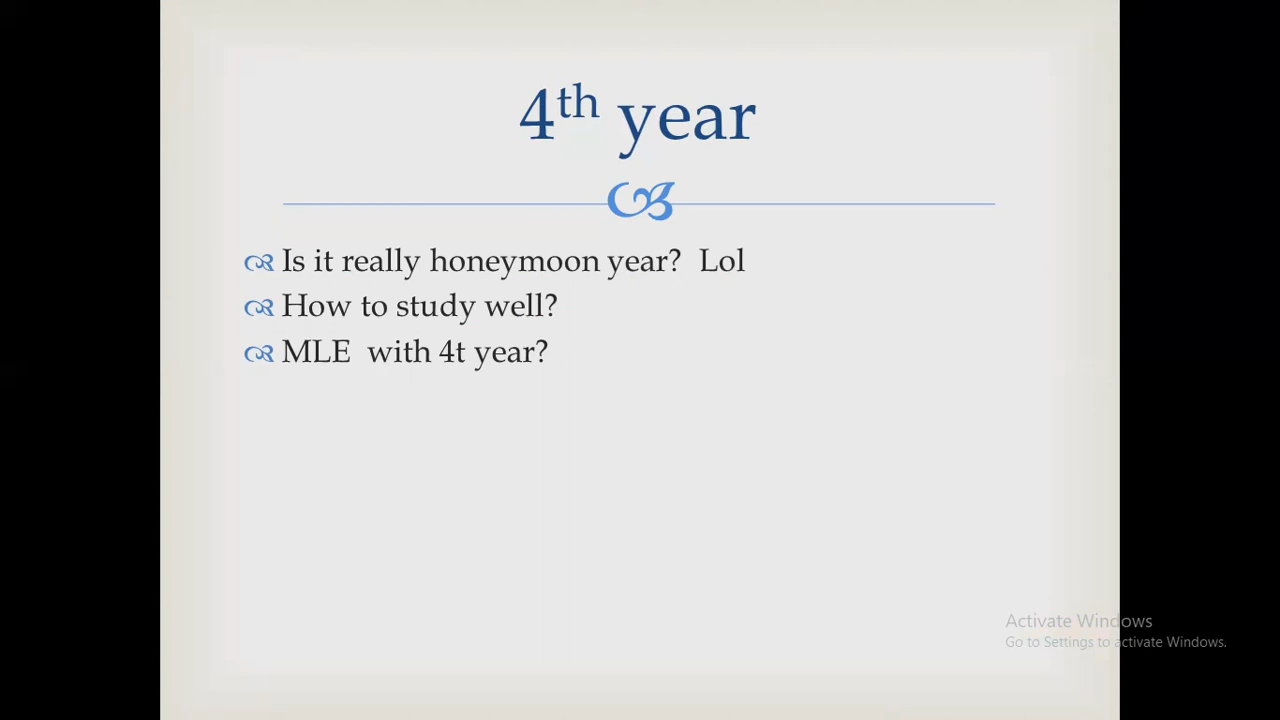 4th year
Is it really honeymoon year? Lol
How to study well?
MLE with 4t year?
Activate Windows
Go to Settings to activate Windows.